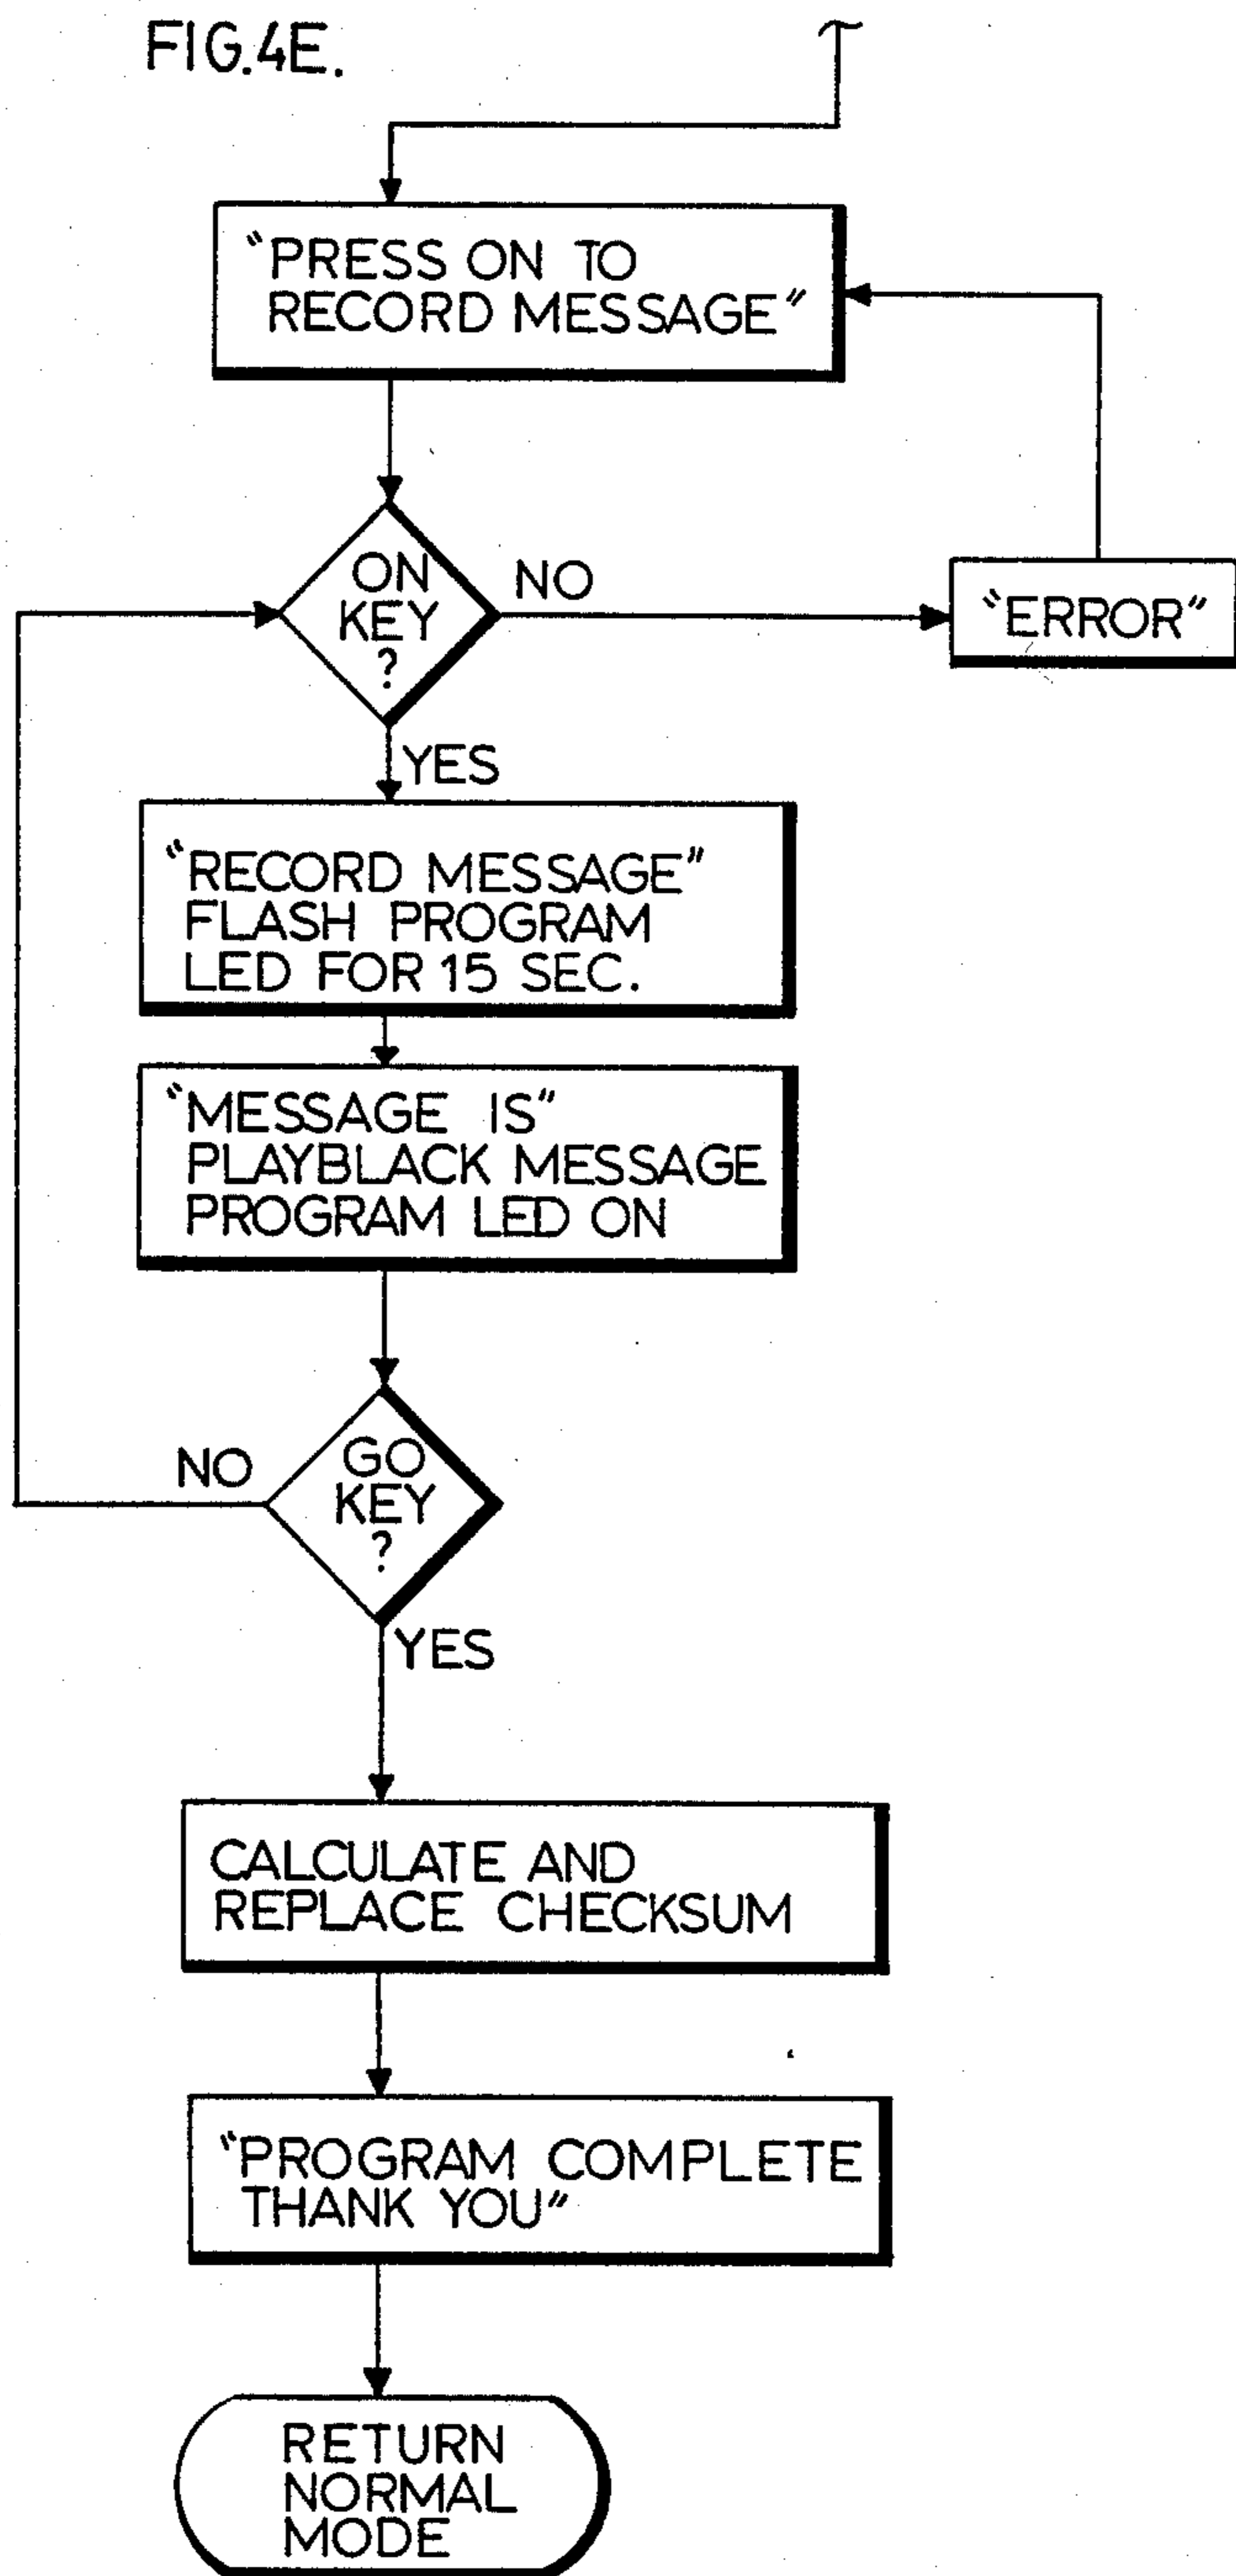 FIG.4E.
"PRESS ON TO
RECORD MESSAGE"
ON
KEY
?
NO
"ERROR"
YES
"RECORD MESSAGE"
FLASH PROGRAM
LED FOR 15 SEC.
"MESSAGE IS"
PLAYBLACK MESSAGE
PROGRAM LED ON
NO
GO
KEY
?
YES
CALCULATE AND
REPLACE CHECKSUM
"PROGRAM COMPLETE
THANK YOU"
RETURN
NORMAL
MODE